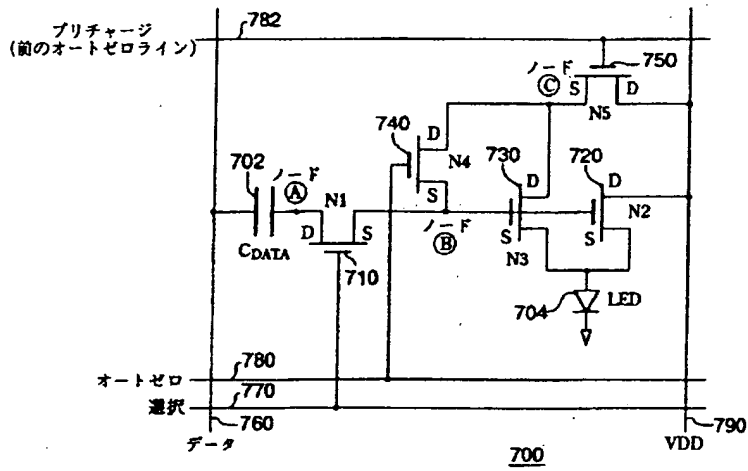 プリチャージ
(前のオートゼロライン)
782
ノード
Ⓒ
750
S
D
N5
740
D
N4
S
730
720
D
D
702
ノード
Ⓐ
N1
D
S
CDATA
710
ノード
Ⓑ
S
N3
S
N2
704
LED
オートゼロ
780
選択
770
760
データ
790
VDD
700